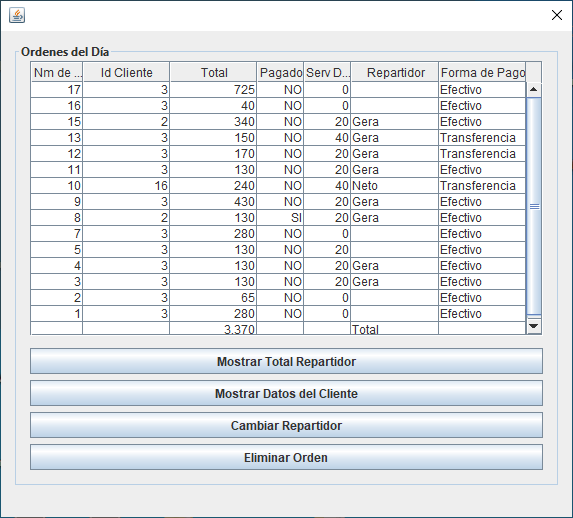 Ordenes del Día
Nm de ... Id Cliente Total Pagado Serv D... Repartidor Forma de Pago
17 3 725 NO 0 Efectivo
16 3 40 NO 0 Efectivo
15 2 340 NO 20 Gera Efectivo
13 3 150 NO 40 Gera Transferencia
12 3 170 NO 20 Gera Transferencia
11 3 130 NO 20 Gera Efectivo
10 16 240 NO 40 Neto Transferencia
9 3 430 NO 20 Gera Efectivo
8 2 130 SI 20 Gera Efectivo
7 3 280 NO 0 Efectivo
5 3 130 NO 20 Efectivo
4 3 130 NO 20 Gera Efectivo
3 3 130 NO 20 Gera Efectivo
2 3 65 NO 0 Efectivo
1 3 280 NO 0 Efectivo
3.370 Total
Mostrar Total Repartidor
Mostrar Datos del Cliente
Cambiar Repartidor
Eliminar Orden